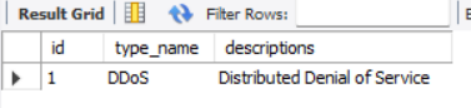 Result Grid Filter Rows:
id type_name descriptions
1 DDoS Distributed Denial of Service